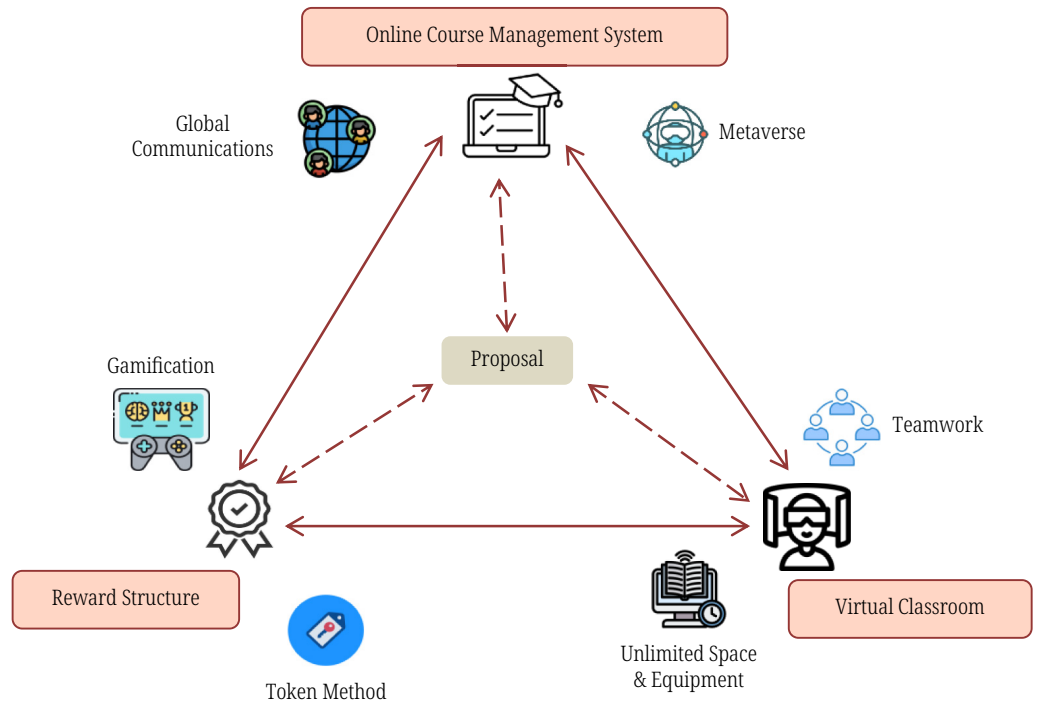 Online Course Management System
Global
Communications
Metaverse
Proposal
Gamification
Teamwork
Reward Structure
Virtual Classroom
Unlimited Space
& Equipment
Token Method